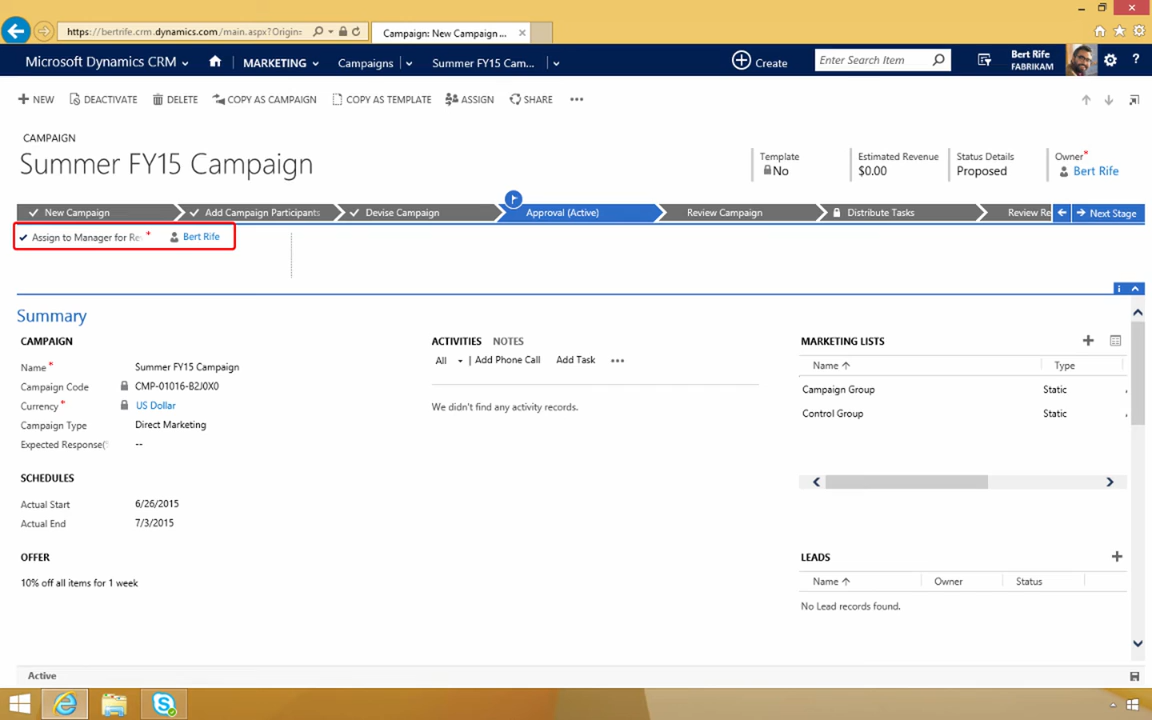 https://bertrife.crm.dynamics.com/main.aspx?Origin=
Campaign: New Campaign ...
Microsoft Dynamics CRM
MARKETING
Campaigns
Summer FY15 Cam...
Create
Enter Search Item
Bert Rife
FABRIKAM
?
NEW
DEACTIVATE
DELETE
COPY AS CAMPAIGN
COPY AS TEMPLATE
ASSIGN
SHARE
CAMPAIGN
Summer FY15 Campaign
Template
No
Estimated Revenue
$0.00
Status Details
Proposed
Owner*
Bert Rife
New Campaign
Add Campaign Participants
Devise Campaign
Approval (Active)
Review Campaign
Distribute Tasks
Review Re
Next Stage
Assign to Manager for Re *
Bert Rife
Summary
CAMPAIGN
Name* Summer FY15 Campaign
Campaign Code CMP-01016-B2J0X0
Currency* US Dollar
Campaign Type Direct Marketing
Expected Response( --
SCHEDULES
Actual Start 6/26/2015
Actual End 7/3/2015
OFFER
10% off all items for 1 week
ACTIVITIES NOTES
All | Add Phone Call Add Task
We didn't find any activity records.
MARKETING LISTS
Name Type
Campaign Group Static
Control Group Static
LEADS
Name Owner Status
No Lead records found.
Active